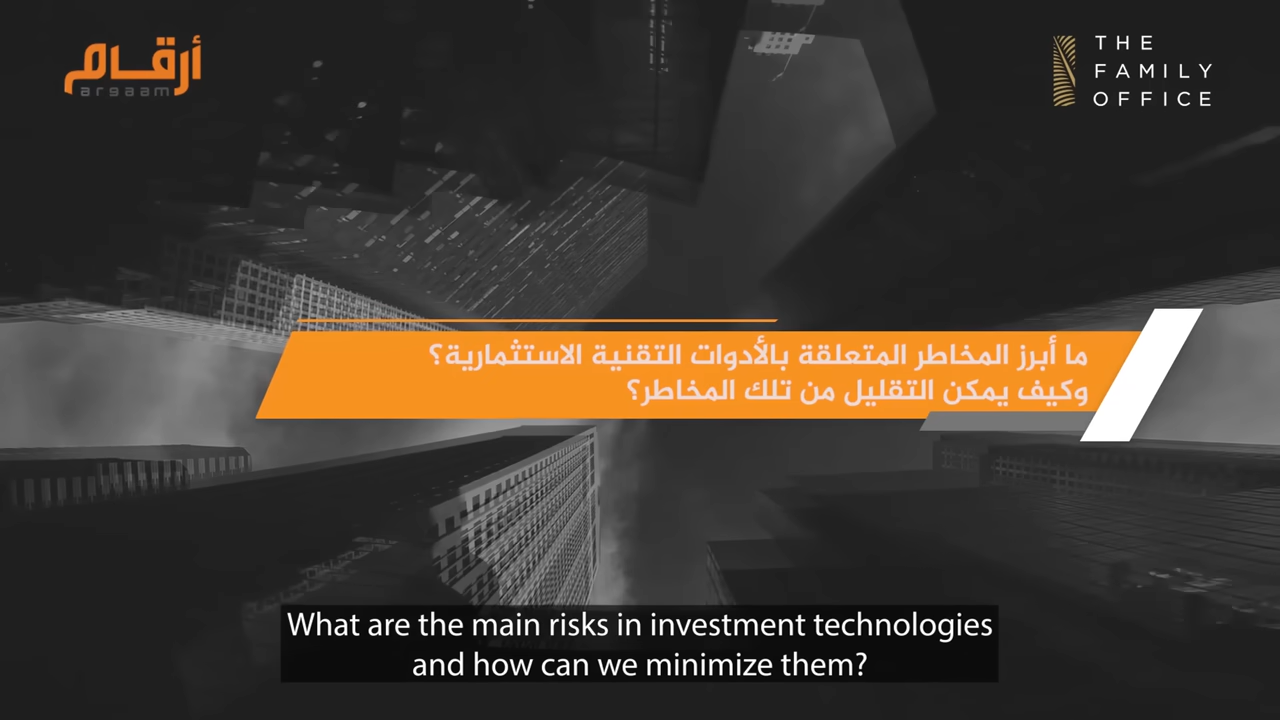 أرقام
argaam
THE
FAMILY
OFFICE
ما أبرز المخاطر المتعلقة بالأدوات التقنية الاستثمارية؟
وكيف يمكن التقليل من تلك المخاطر؟
What are the main risks in investment technologies
and how can we minimize them?